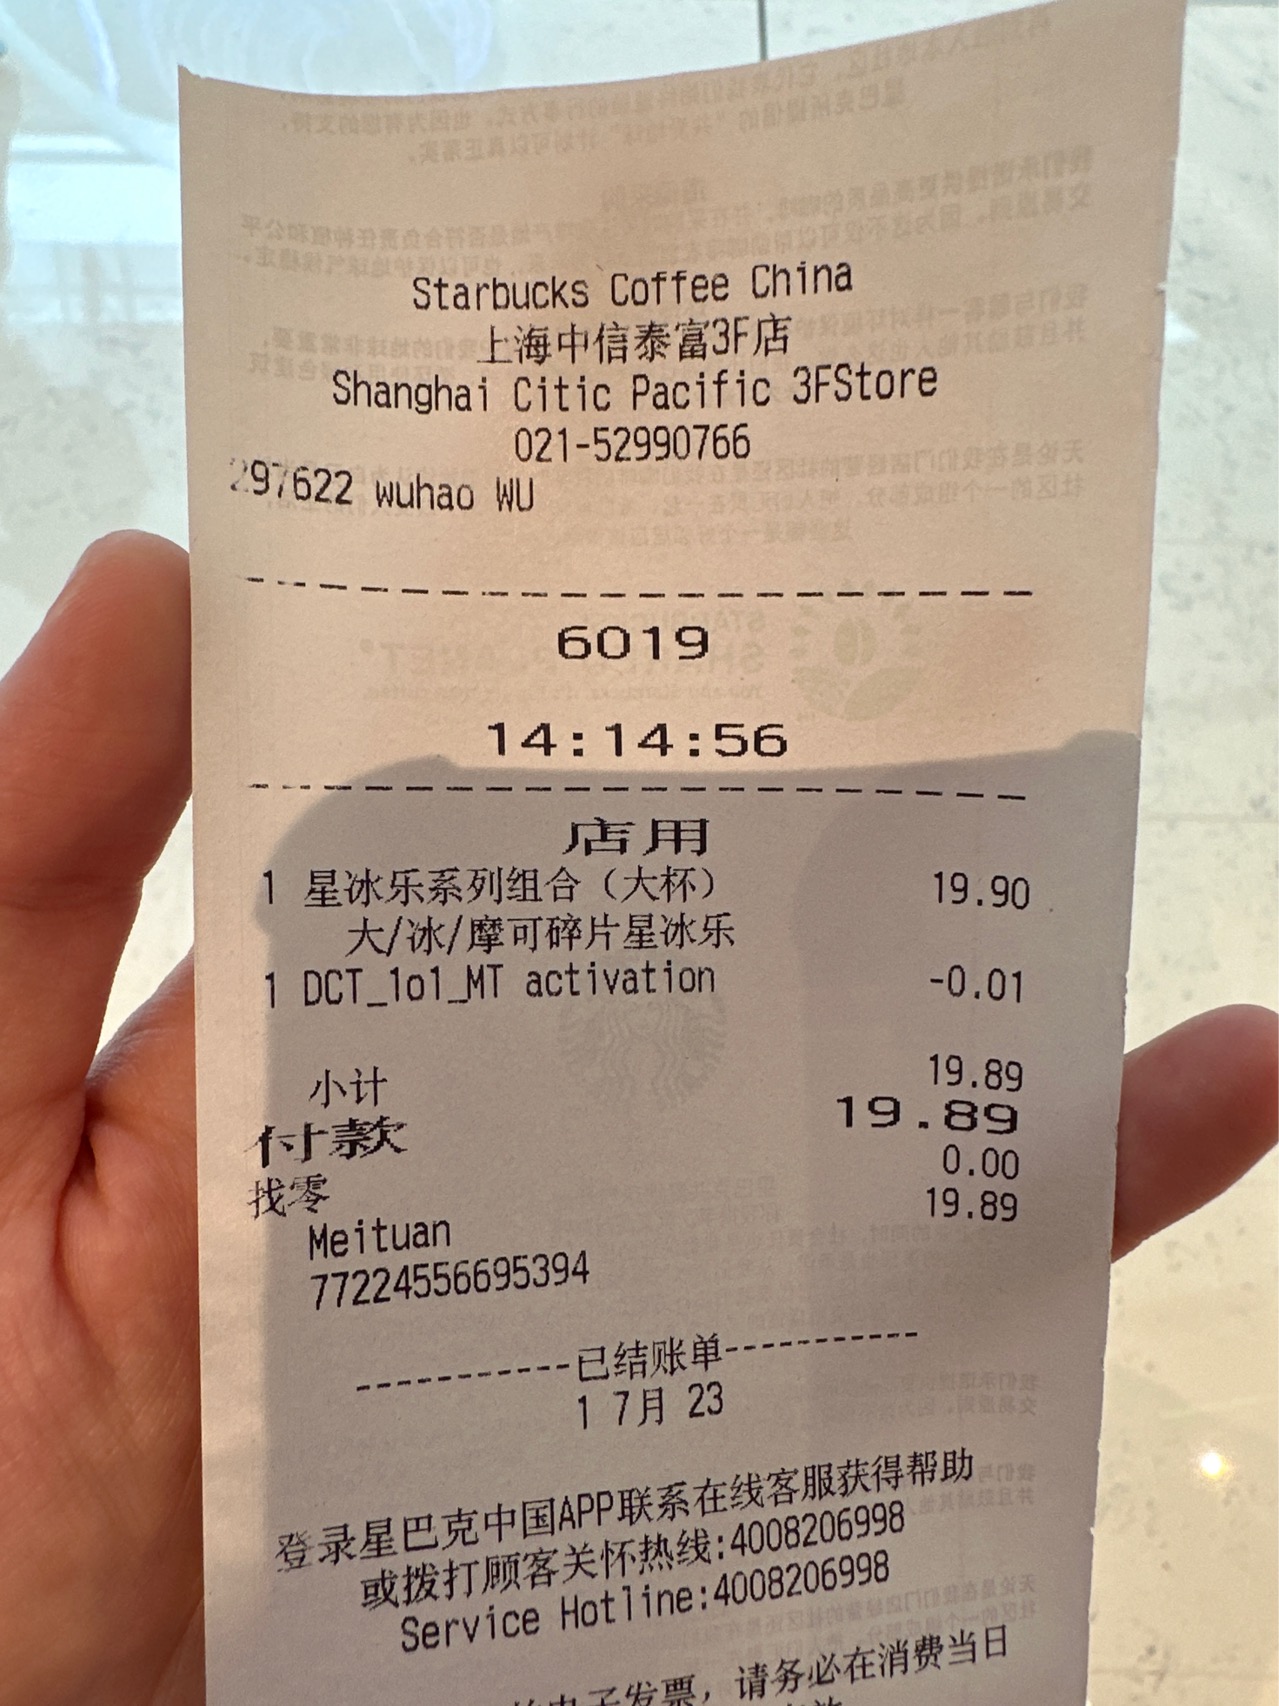 Starbucks Coffee China
上海中信泰富3F店
Shanghai Citic Pacific 3FStore
021-52990766
297622 wuhao WU
6019
14:14:56
店用
1 星冰乐系列组合（大杯） 19.90
大/冰/摩可碎片星冰乐
1 DCT_1o1_MT activation -0.01
小计 19.89
付款 19.89
找零 0.00
Meituan 19.89
77224556695394
-----------已结账单-----------
1 7月 23
登录星巴克中国APP联系在线客服获得帮助
或拨打顾客关怀热线:4008206998
Service Hotline:4008206998
电子发票，请务必在消费当日